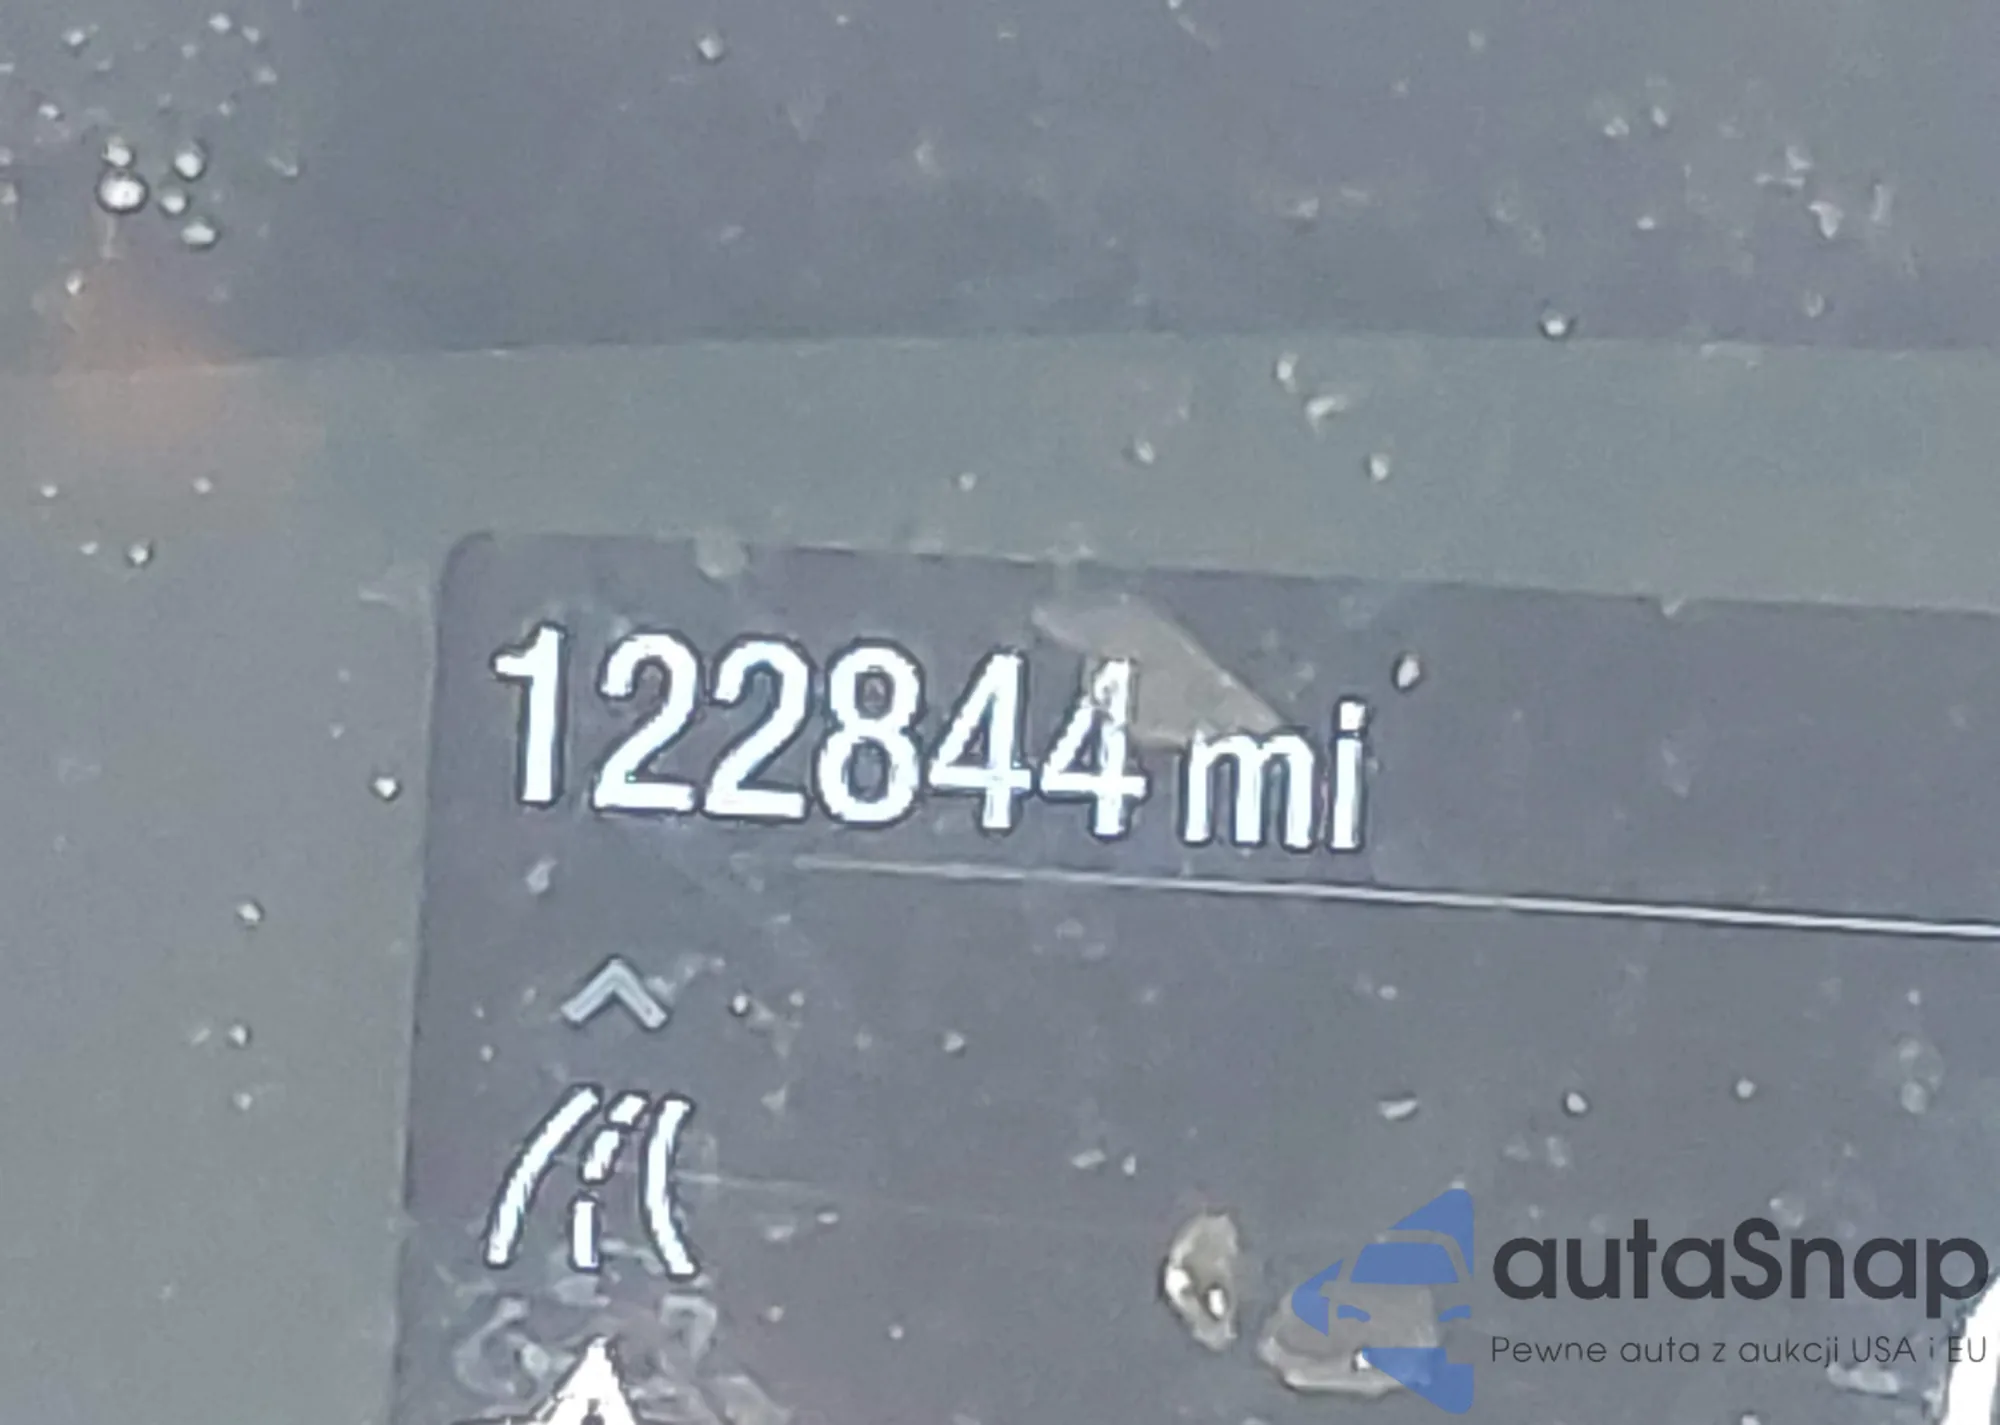 122844 mi
autaSnap
Pewne auta z aukcji USA i EU